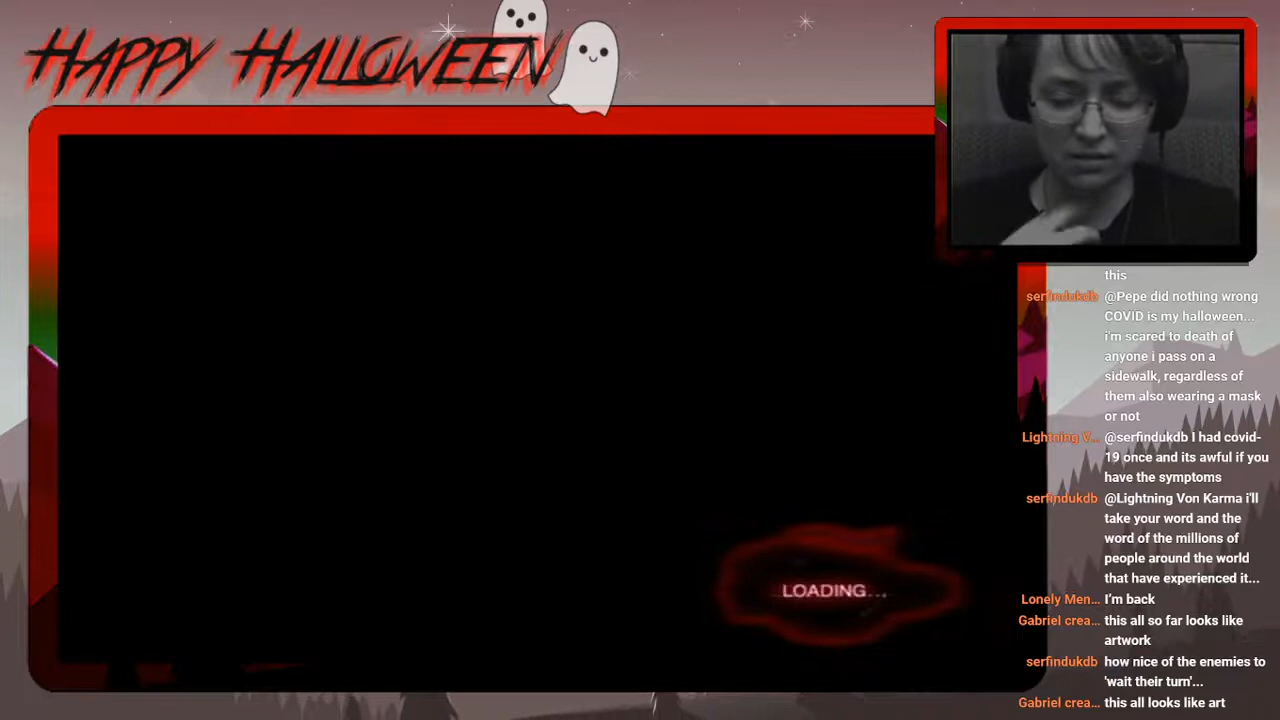 HAPPY HALLOWEEN
this
serfindukdb @Pepe did nothing wrong
COVID is my halloween...
i'm scared to death of
anyone i pass on a
sidewalk, regardless of
them also wearing a mask
or not
Lightning V... @serfindukdb I had covid-
19 once and its awful if you
have the symptoms
serfindukdb @Lightning Von Karma i'll
take your word and the
word of the millions of
people around the world
that have experienced it...
LOADING...
Lonely Men... I'm back
Gabriel crea... this all so far looks like
artwork
serfindukdb how nice of the enemies to
'wait their turn'...
Gabriel crea... this all looks like art